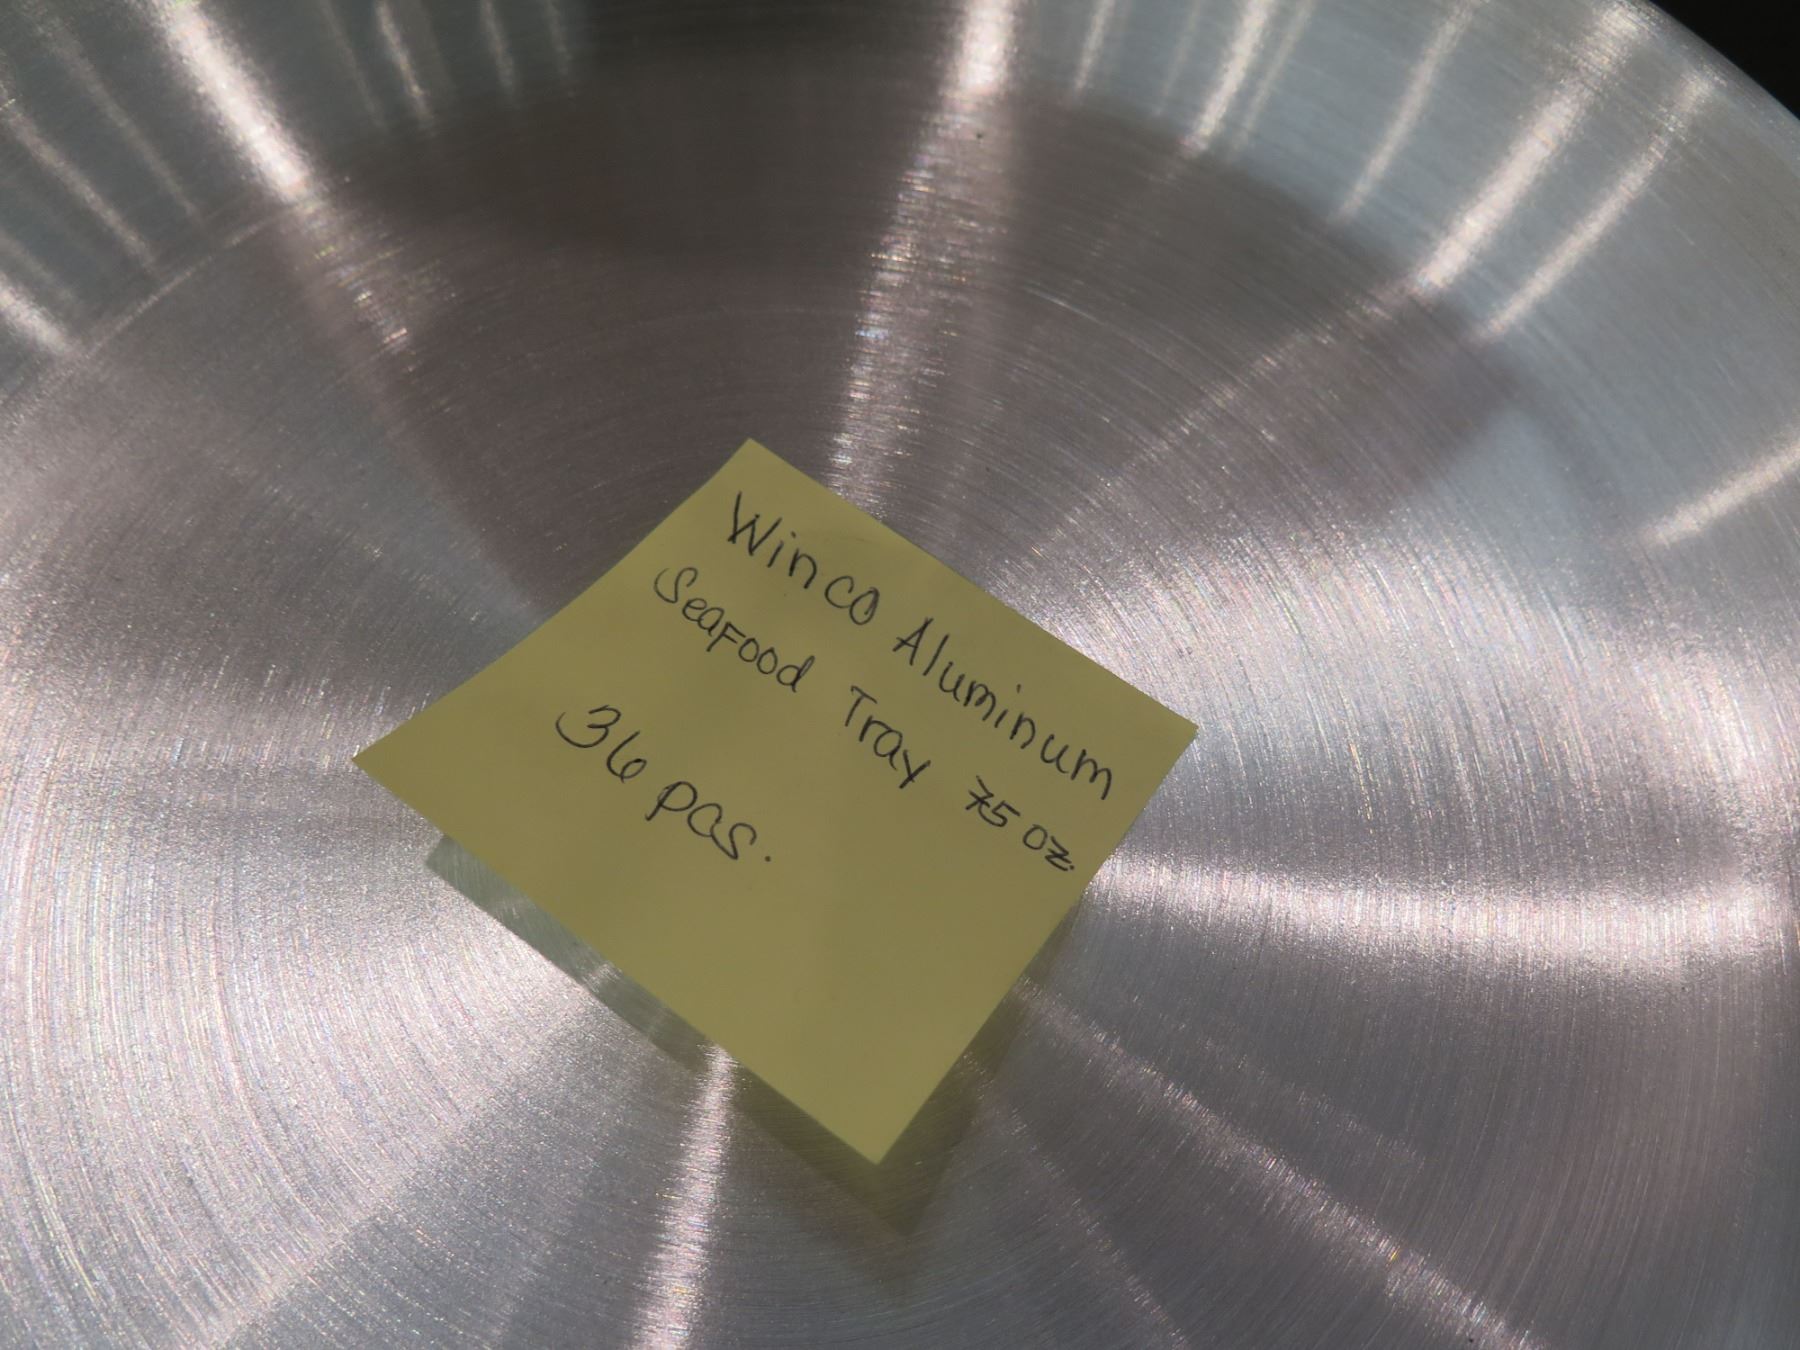 Winco Aluminum
Seafood Tray 75 oz.
36 pcs.